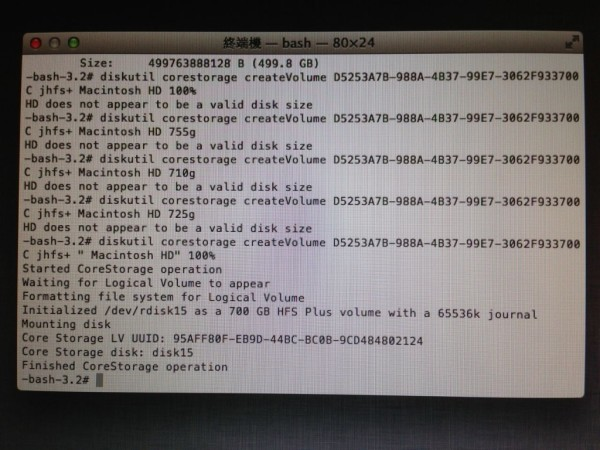 終端機 — bash — 80×24
Size: 499763888128 B (499.8 GB)
-bash-3.2# diskutil corestorage createVolume D5253A7B-988A-4B37-99E7-3062F933700
C jhfs+ Macintosh HD 100%
HD does not appear to be a valid disk size
-bash-3.2# diskutil corestorage createVolume D5253A7B-988A-4B37-99E7-3062F933700
C jhfs+ Macintosh HD 755g
HD does not appear to be a valid disk size
-bash-3.2# diskutil corestorage createVolume D5253A7B-988A-4B37-99E7-3062F933700
C jhfs+ Macintosh HD 710g
HD does not appear to be a valid disk size
-bash-3.2# diskutil corestorage createVolume D5253A7B-988A-4B37-99E7-3062F933700
C jhfs+ Macintosh HD 725g
HD does not appear to be a valid disk size
-bash-3.2# diskutil corestorage createVolume D5253A7B-988A-4B37-99E7-3062F933700
C jhfs+ " Macintosh HD" 100%
Started CoreStorage operation
Waiting for Logical Volume to appear
Formatting file system for Logical Volume
Initialized /dev/rdisk15 as a 700 GB HFS Plus volume with a 65536k journal
Mounting disk
Core Storage LV UUID: 95AFF80F-EB9D-44BC-BC0B-9CD484802124
Core Storage disk: disk15
Finished CoreStorage operation
-bash-3.2#